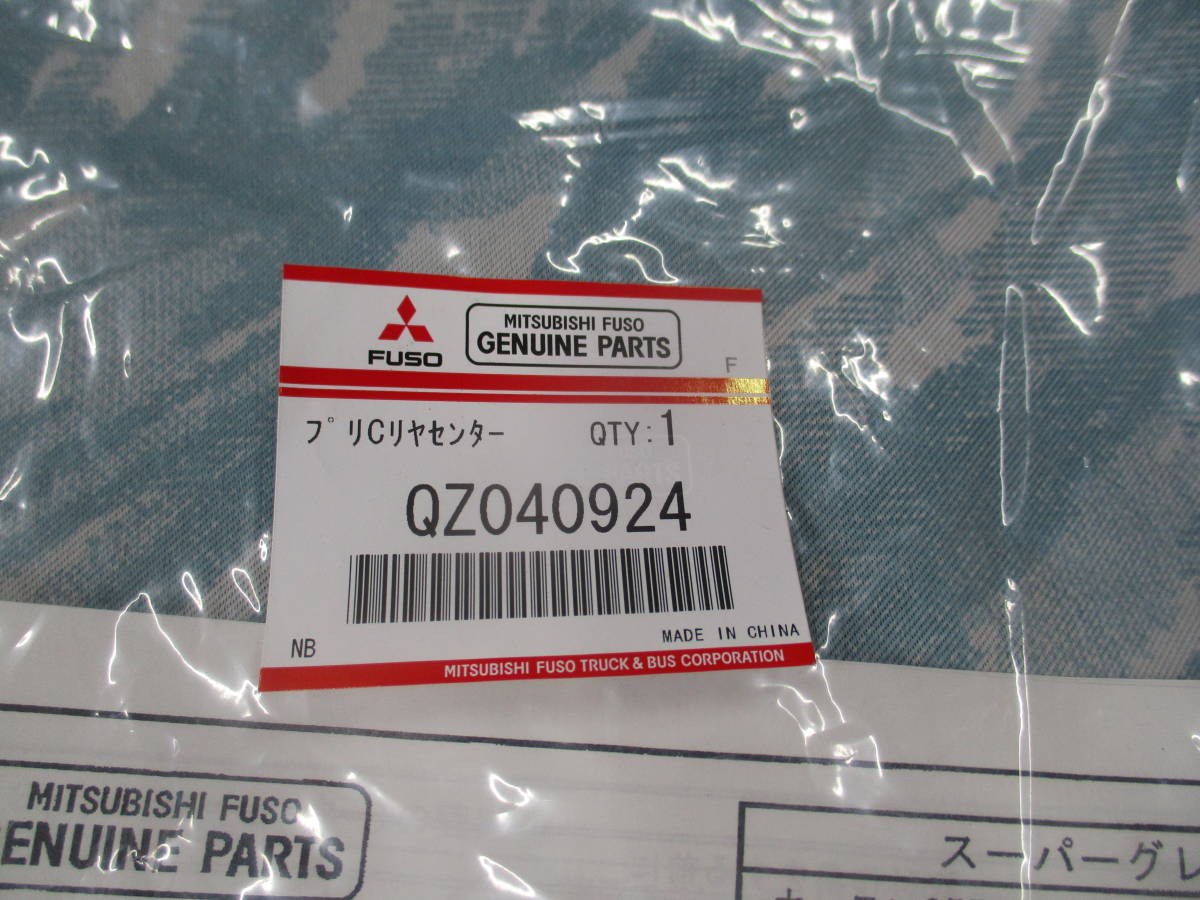 FUSO
MITSUBISHI FUSO
GENUINE PARTS
F
プリCリヤセンター QTY:1
QZ040924
NB
MADE IN CHINA
MITSUBISHI FUSO TRUCK & BUS CORPORATION
MITSUBISHI FUSO
GENUINE PARTS
スーパーグレ